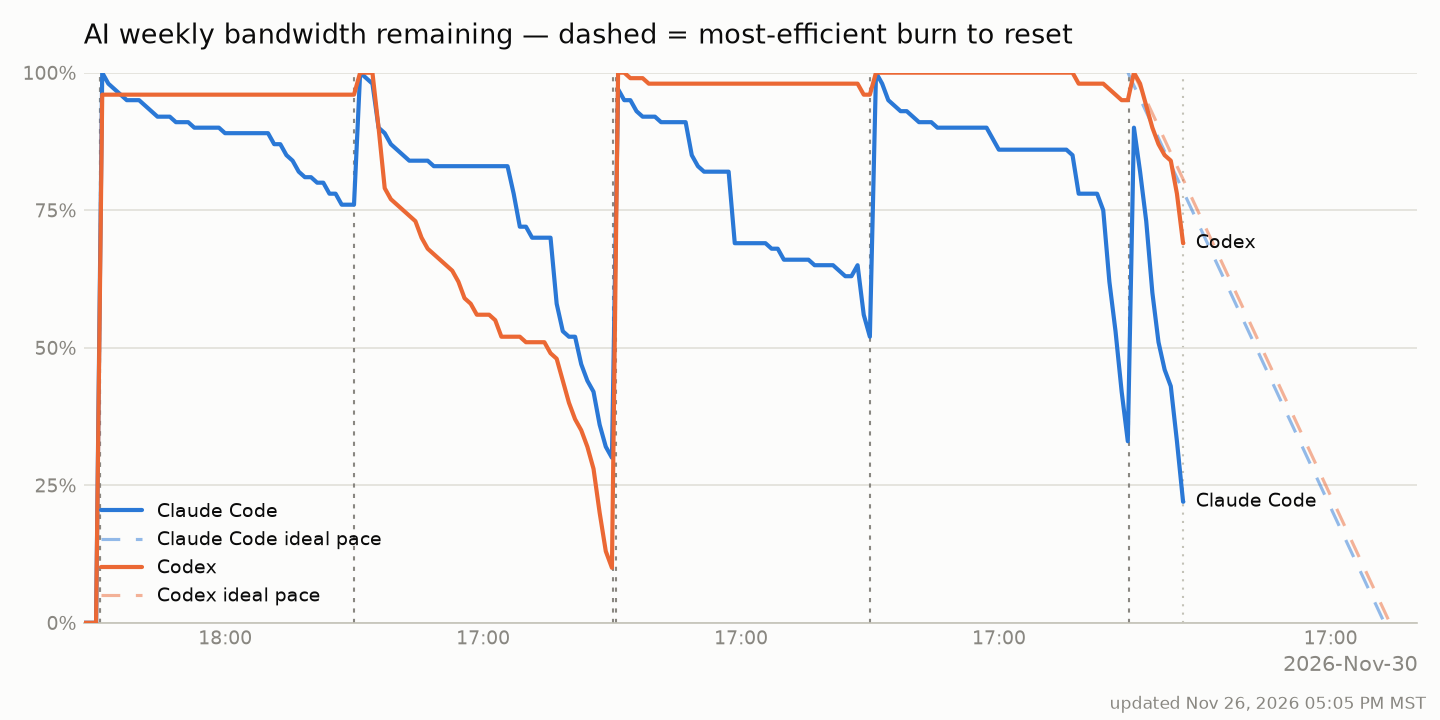 AI weekly bandwidth remaining — dashed = most-efficient burn to reset
100%
75%
50%
25%
0%
Codex
Claude Code
Claude Code
Claude Code ideal pace
Codex
Codex ideal pace
18:00
17:00
17:00
17:00
17:00
2026-Nov-30
updated Nov 26, 2026 05:05 PM MST